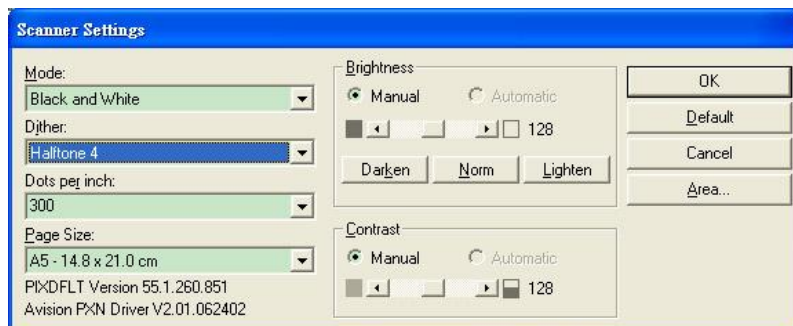 Scanner Settings
Mode:
Black and White
Dither:
Halftone 4
Dots per inch:
300
Page Size:
A5 - 14.8 x 21.0 cm
PIXDFLT Version 55.1.260.851
Avision PXN Driver V2.01.062402
Brightness
Manual Automatic
128
Darken Norm Lighten
Contrast
Manual Automatic
128
OK
Default
Cancel
Area...